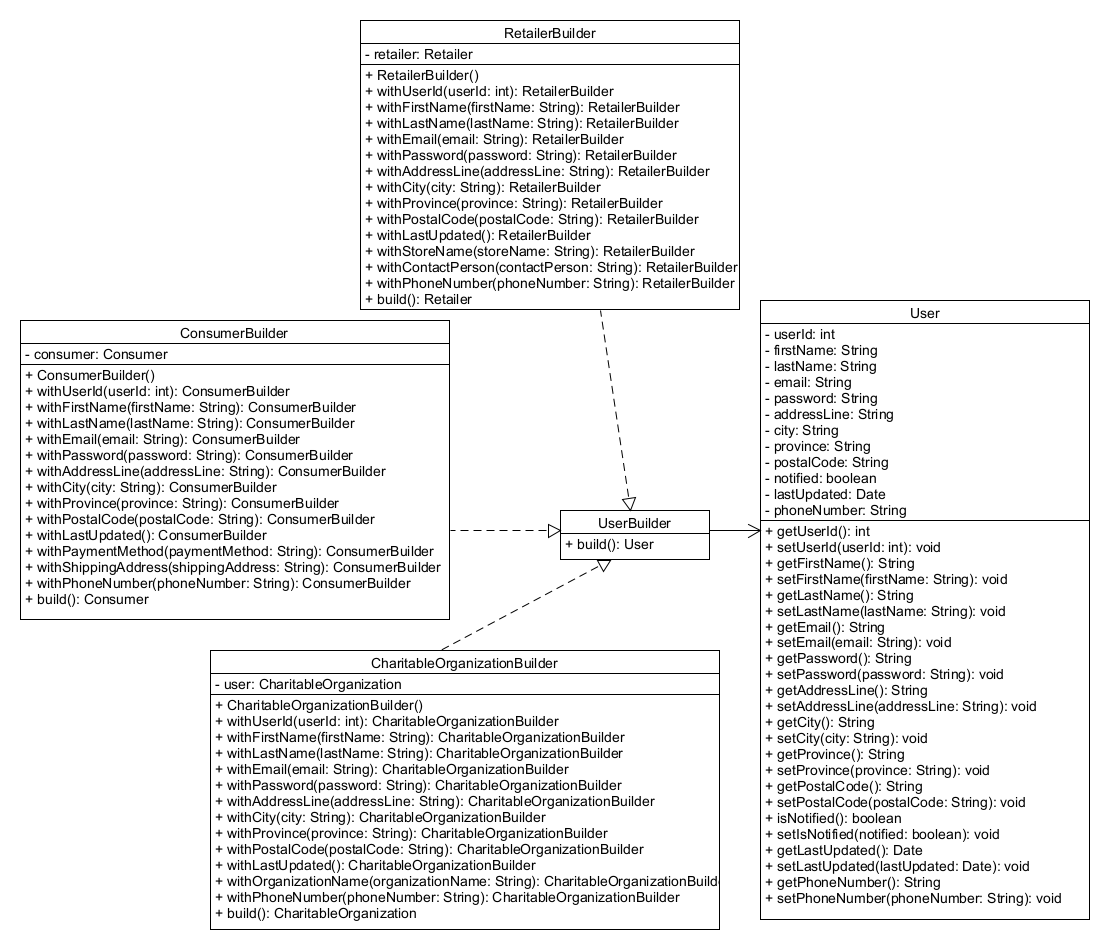 RetailerBuilder
- retailer: Retailer
+ RetailerBuilder()
+ withUserId(userId: int): RetailerBuilder
+ withFirstName(firstName: String): RetailerBuilder
+ withLastName(lastName: String): RetailerBuilder
+ withEmail(email: String): RetailerBuilder
+ withPassword(password: String): RetailerBuilder
+ withAddressLine(addressLine: String): RetailerBuilder
+ withCity(city: String): RetailerBuilder
+ withProvince(province: String): RetailerBuilder
+ withPostalCode(postalCode: String): RetailerBuilder
+ withLastUpdated(): RetailerBuilder
+ withStoreName(storeName: String): RetailerBuilder
+ withContactPerson(contactPerson: String): RetailerBuilder
+ withPhoneNumber(phoneNumber: String): RetailerBuilder
+ build(): Retailer
ConsumerBuilder
- consumer: Consumer
+ ConsumerBuilder()
+ withUserId(userId: int): ConsumerBuilder
+ withFirstName(firstName: String): ConsumerBuilder
+ withLastName(lastName: String): ConsumerBuilder
+ withEmail(email: String): ConsumerBuilder
+ withPassword(password: String): ConsumerBuilder
+ withAddressLine(addressLine: String): ConsumerBuilder
+ withCity(city: String): ConsumerBuilder
+ withProvince(province: String): ConsumerBuilder
+ withPostalCode(postalCode: String): ConsumerBuilder
+ withLastUpdated(): ConsumerBuilder
+ withPaymentMethod(paymentMethod: String): ConsumerBuilder
+ withShippingAddress(shippingAddress: String): ConsumerBuilder
+ withPhoneNumber(phoneNumber: String): ConsumerBuilder
+ build(): Consumer
UserBuilder
+ build(): User
User
- userId: int
- firstName: String
- lastName: String
- email: String
- password: String
- addressLine: String
- city: String
- province: String
- postalCode: String
- notified: boolean
- lastUpdated: Date
- phoneNumber: String
+ getUserId(): int
+ setUserId(userId: int): void
+ getFirstName(): String
+ setFirstName(firstName: String): void
+ getLastName(): String
+ setLastName(lastName: String): void
+ getEmail(): String
+ setEmail(email: String): void
+ getPassword(): String
+ setPassword(password: String): void
+ getAddressLine(): String
+ setAddressLine(addressLine: String): void
+ getCity(): String
+ setCity(city: String): void
+ getProvince(): String
+ setProvince(province: String): void
+ getPostalCode(): String
+ setPostalCode(postalCode: String): void
+ isNotified(): boolean
+ setIsNotified(notified: boolean): void
+ getLastUpdated(): Date
+ setLastUpdated(lastUpdated: Date): void
+ getPhoneNumber(): String
+ setPhoneNumber(phoneNumber: String): void
CharitableOrganizationBuilder
- user: CharitableOrganization
+ CharitableOrganizationBuilder()
+ withUserId(userId: int): CharitableOrganizationBuilder
+ withFirstName(firstName: String): CharitableOrganizationBuilder
+ withLastName(lastName: String): CharitableOrganizationBuilder
+ withEmail(email: String): CharitableOrganizationBuilder
+ withPassword(password: String): CharitableOrganizationBuilder
+ withAddressLine(addressLine: String): CharitableOrganizationBuilder
+ withCity(city: String): CharitableOrganizationBuilder
+ withProvince(province: String): CharitableOrganizationBuilder
+ withPostalCode(postalCode: String): CharitableOrganizationBuilder
+ withLastUpdated(): CharitableOrganizationBuilder
+ withOrganizationName(organizationName: String): CharitableOrganizationBuild
+ withPhoneNumber(phoneNumber: String): CharitableOrganizationBuilder
+ build(): CharitableOrganization